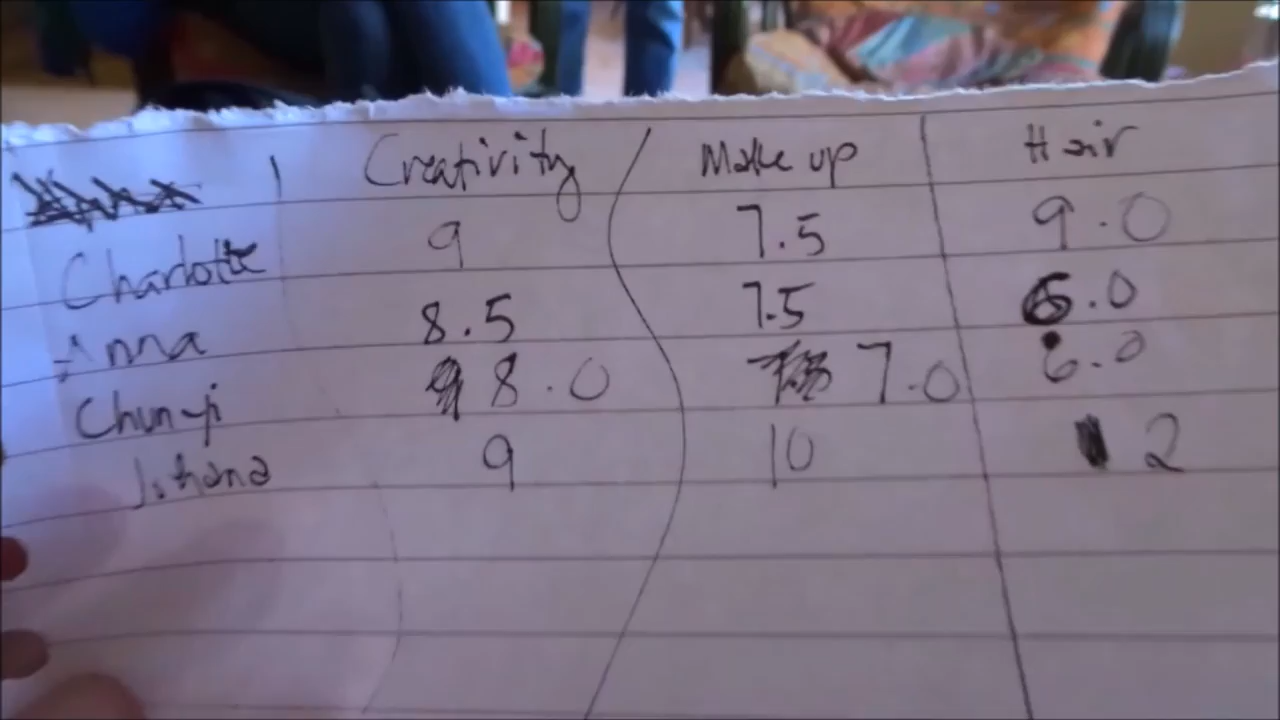 Creativity Make up Hair
Charlotte 9 7.5 9.0
Anna 8.5 7.5 6.0
Chun-yi 8.0 7.0 6.0
Johana 9 10 2